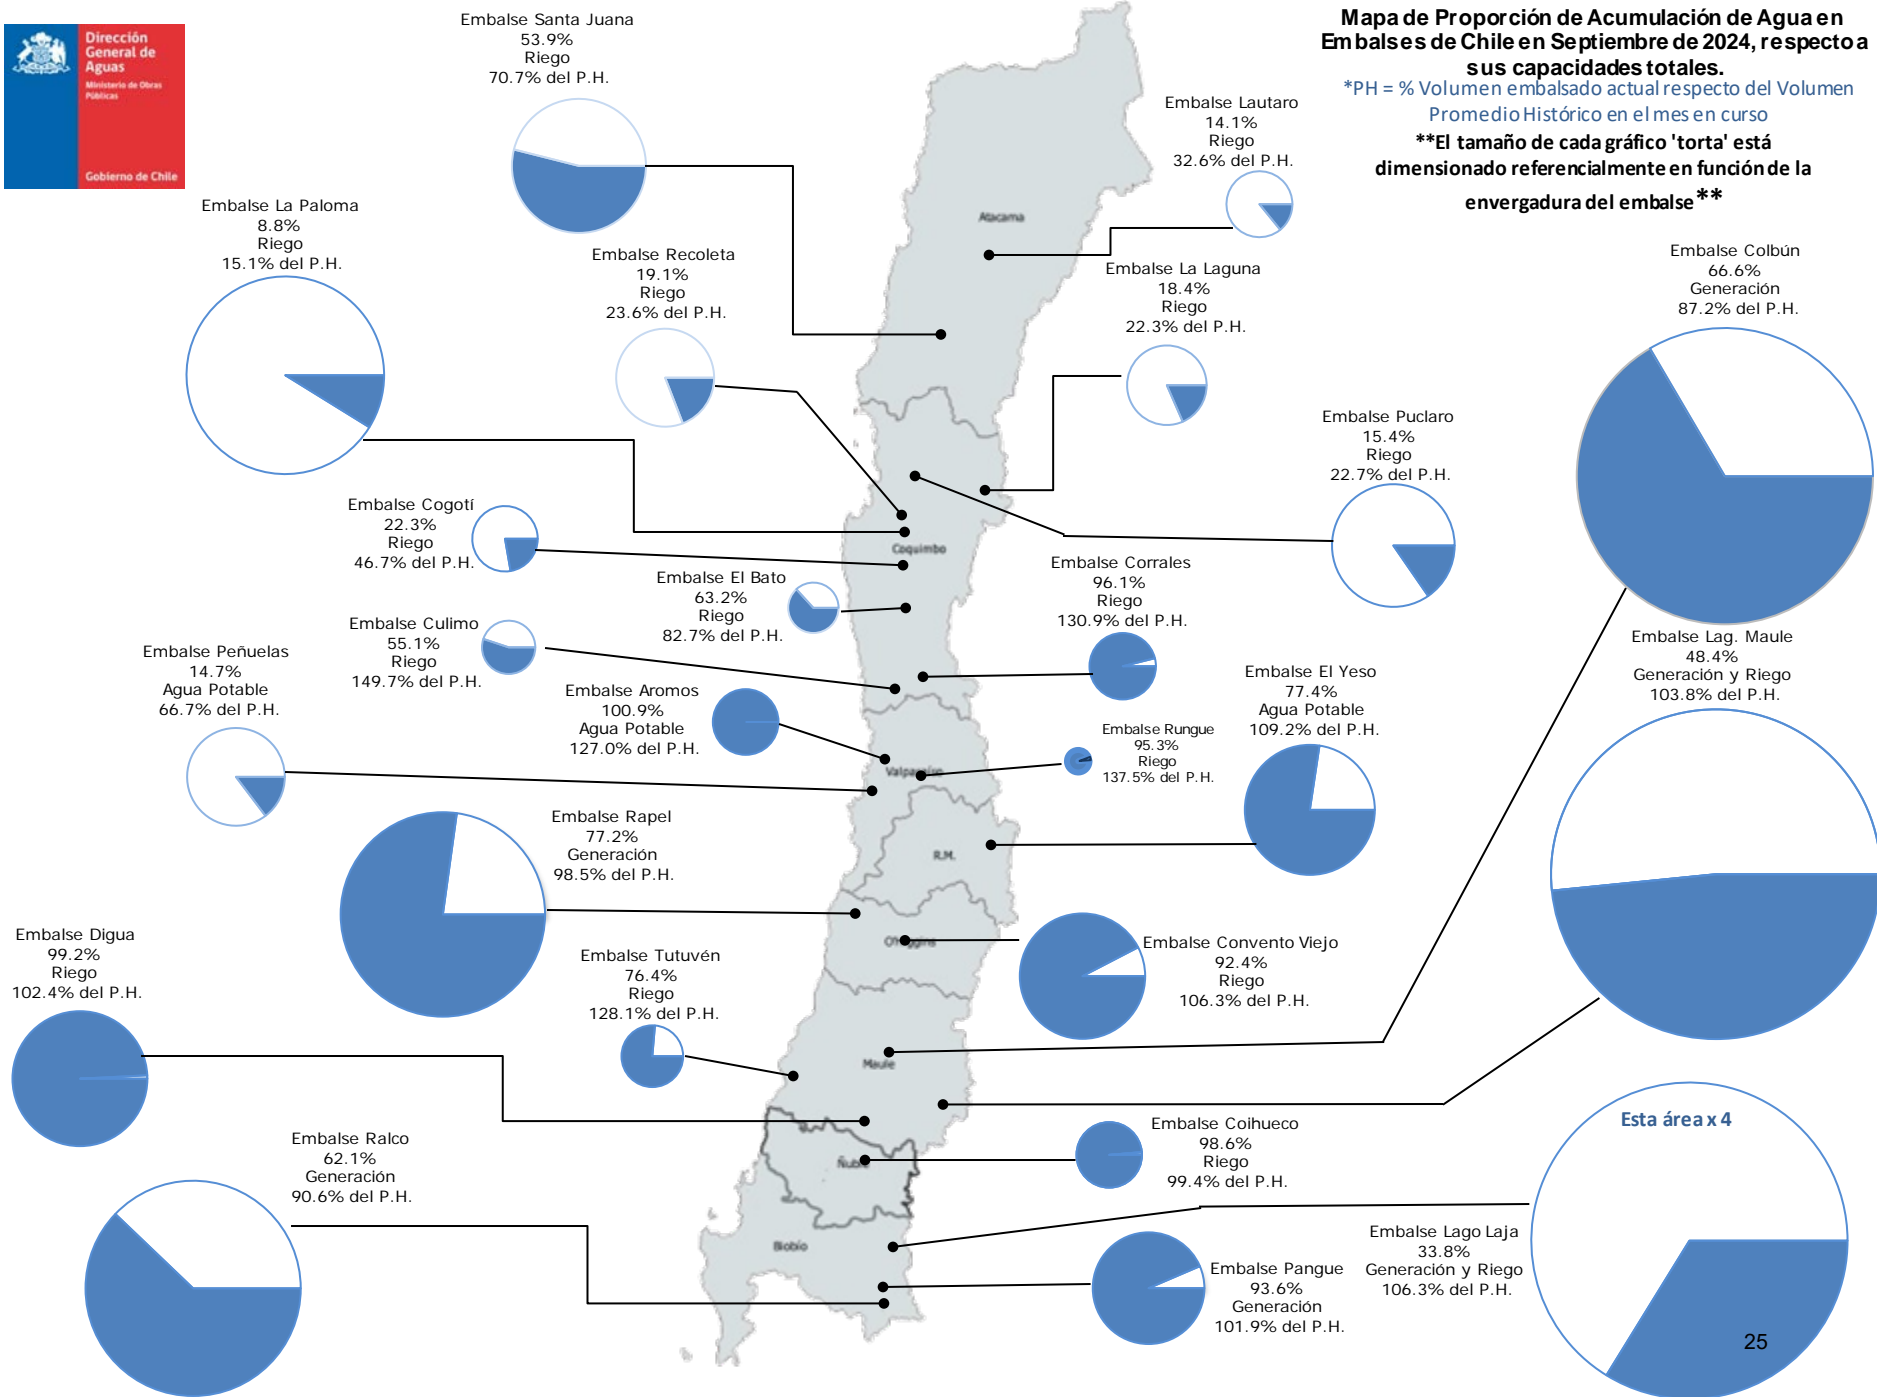 Dirección
General de
Aguas
Ministerio de Obras
Públicas
Gobierno de Chile
Mapa de Proporción de Acumulación de Agua en
Embalses de Chile en Septiembre de 2024, respecto a
sus capacidades totales.
*PH = % Volumen embalsado actual respecto del Volumen
Promedio Histórico en el mes en curso
**El tamaño de cada gráfico 'torta' está
dimensionado referencialmente en función de la
envergadura del embalse**
Embalse Santa Juana
53.9%
Riego
70.7% del P.H.
Embalse Lautaro
14.1%
Riego
32.6% del P.H.
Embalse La Paloma
8.8%
Riego
15.1% del P.H.
Embalse Recoleta
19.1%
Riego
23.6% del P.H.
Embalse La Laguna
18.4%
Riego
22.3% del P.H.
Embalse Colbún
66.6%
Generación
87.2% del P.H.
Embalse Puclaro
15.4%
Riego
22.7% del P.H.
Embalse Cogotí
22.3%
Riego
46.7% del P.H.
Embalse El Bato
63.2%
Riego
82.7% del P.H.
Embalse Corrales
96.1%
Riego
130.9% del P.H.
Embalse Culimo
55.1%
Riego
149.7% del P.H.
Embalse Peñuelas
14.7%
Agua Potable
66.7% del P.H.
Embalse Aromos
100.9%
Agua Potable
127.0% del P.H.
Embalse Rungue
95.3%
Riego
137.5% del P.H.
Embalse El Yeso
77.4%
Agua Potable
109.2% del P.H.
Embalse Lag. Maule
48.4%
Generación y Riego
103.8% del P.H.
Embalse Rapel
77.2%
Generación
98.5% del P.H.
Embalse Digua
99.2%
Riego
102.4% del P.H.
Embalse Tutuvén
76.4%
Riego
128.1% del P.H.
Embalse Convento Viejo
92.4%
Riego
106.3% del P.H.
Embalse Ralco
62.1%
Generación
90.6% del P.H.
Embalse Coihueco
98.6%
Riego
99.4% del P.H.
Esta área x 4
Embalse Pangue
93.6%
Generación
101.9% del P.H.
Embalse Lago Laja
33.8%
Generación y Riego
106.3% del P.H.
Atacama
Coquimbo
Valparaíso
R.M.
O'Higgins
Maule
Ñuble
Biobío
25